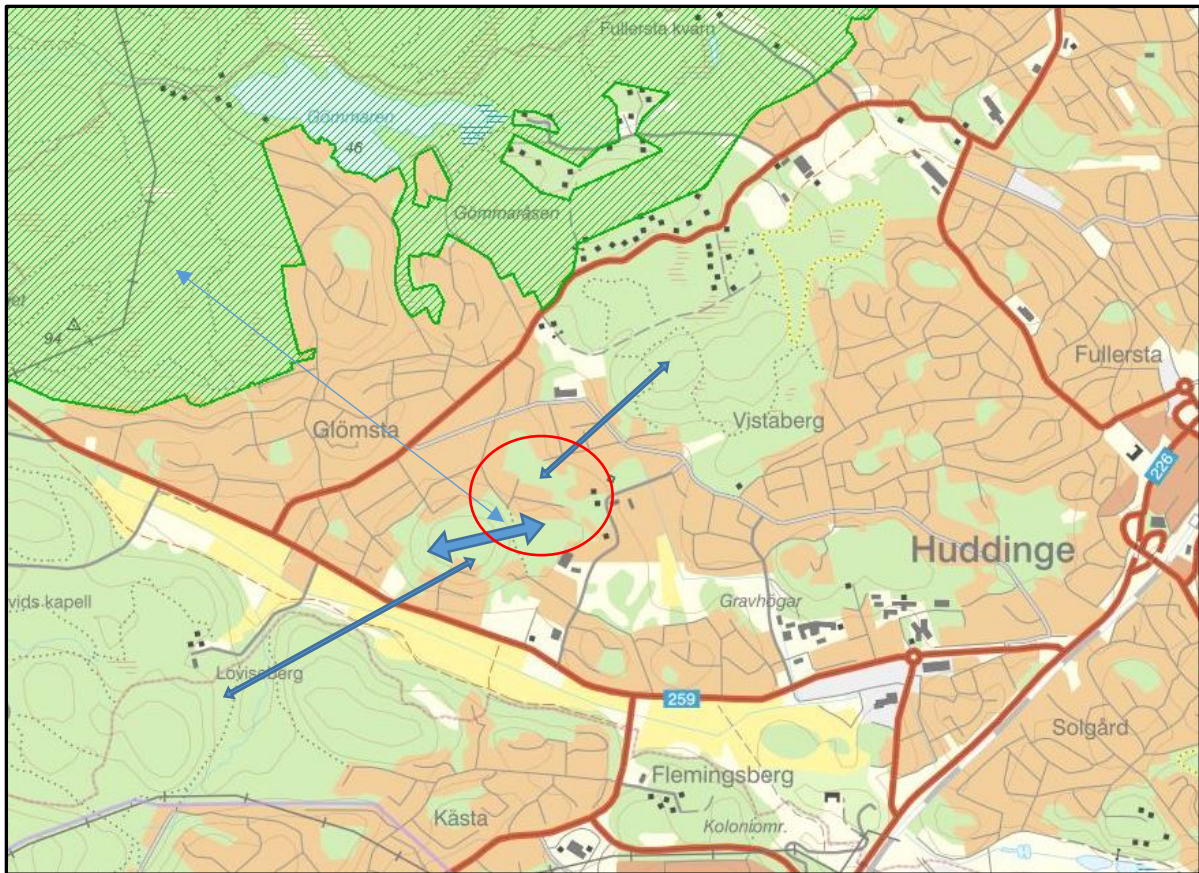 Fullersta kvarn
Gömmaren
46
Gömmaråsen
94
Fullersta
Glömsta
Vistaberg
226
Huddinge
vids kapell
Gravhögar
Loviseberg
259
Solgård
Flemingsberg
Kästa
Koloniomr.